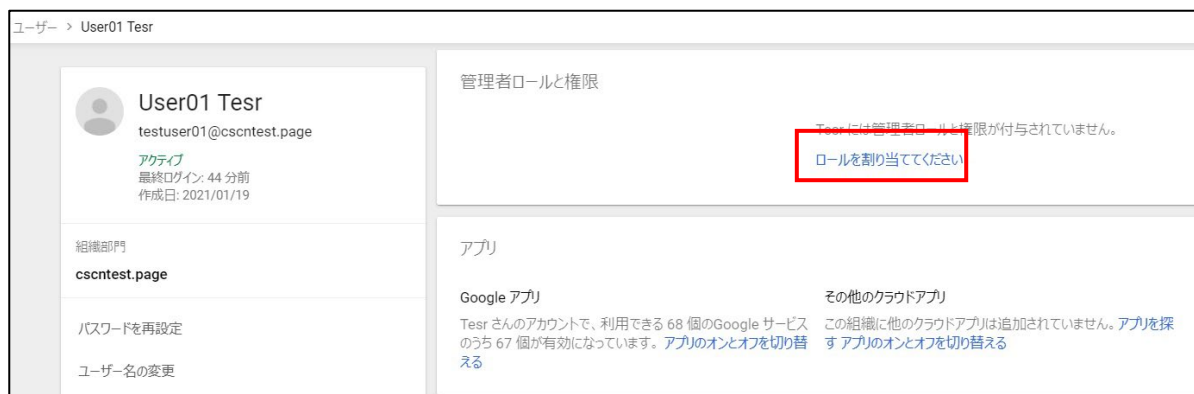 ユーザー > User01 Tesr
User01 Tesr
testuser01@cscntest.page
アクティブ
最終ログイン: 44 分前
作成日: 2021/01/19
組織部門
cscntest.page
パスワードを再設定
ユーザー名の変更
管理者ロールと権限
Tesr には管理者ロールと権限が付与されていません。
ロールを割り当ててください
アプリ
Google アプリ
Tesr さんのアカウントで、利用できる 68 個のGoogle サービス
のうち 67 個が有効になっています。 アプリのオンとオフを切り替
える
その他のクラウドアプリ
この組織に他のクラウドアプリは追加されていません。アプリを探
す アプリのオンとオフを切り替える